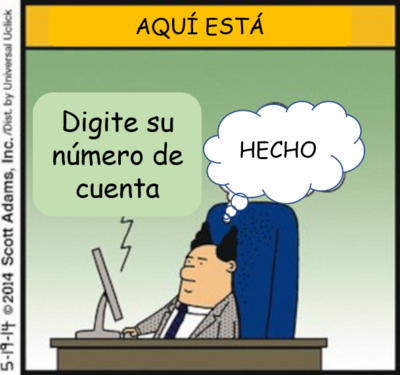 AQUÍ ESTÁ
Digite su
número de
cuenta
HECHO
5-19-14 ©2014 Scott Adams, Inc. /Dist. by Universal Uclick